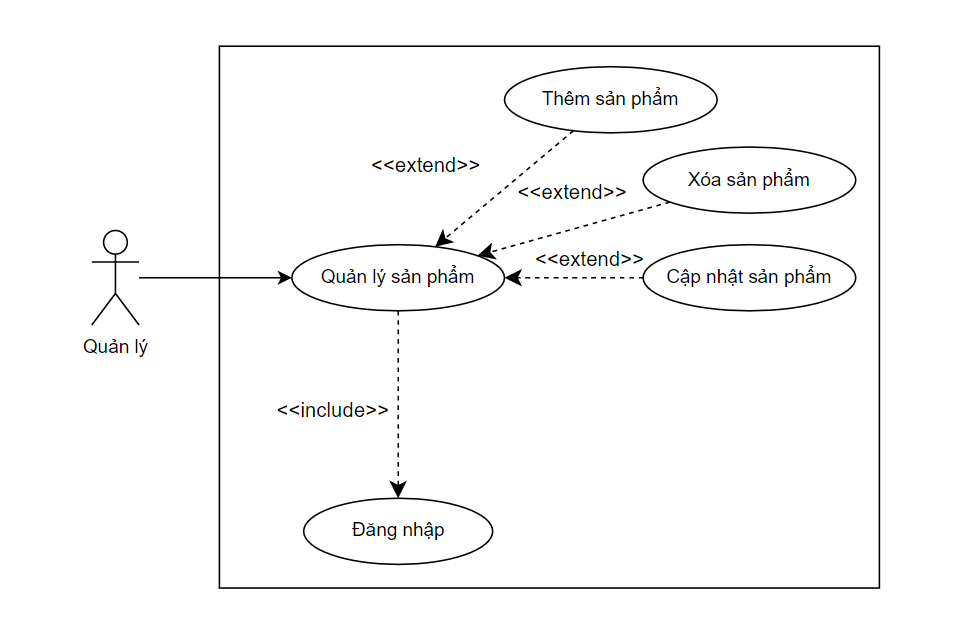 Thêm sản phẩm
<<extend>>
Xóa sản phẩm
<<extend>>
<<extend>>
Quản lý sản phẩm
Cập nhật sản phẩm
Quản lý
<<include>>
Đăng nhập